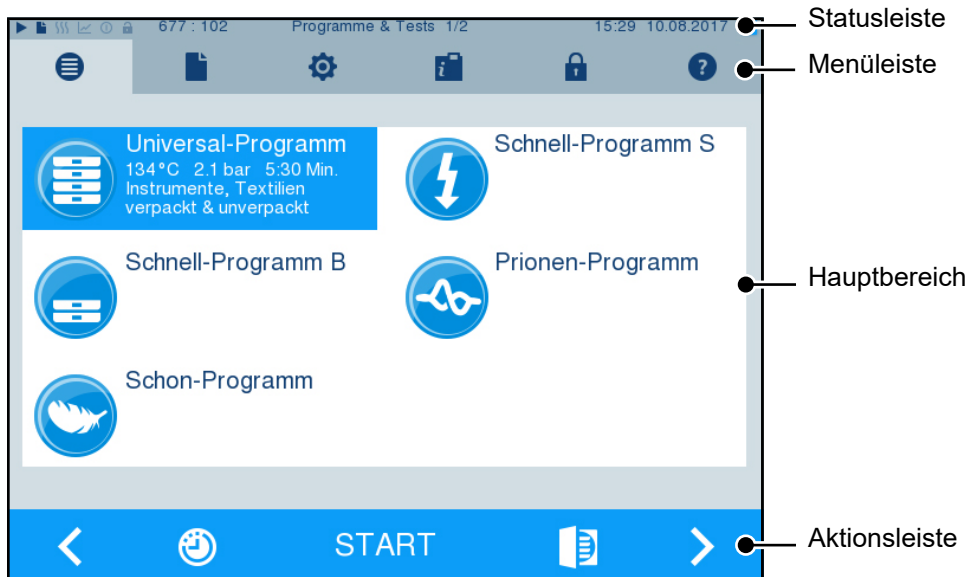 677 : 102 Programme & Tests 1/2 15:29 10.08.2017
Statusleiste
Menüleiste
Universal-Programm
134°C 2.1 bar 5:30 Min.
Instrumente, Textilien
verpackt & unverpackt
Schnell-Programm S
Schnell-Programm B
Prionen-Programm
Hauptbereich
Schon-Programm
START
Aktionsleiste